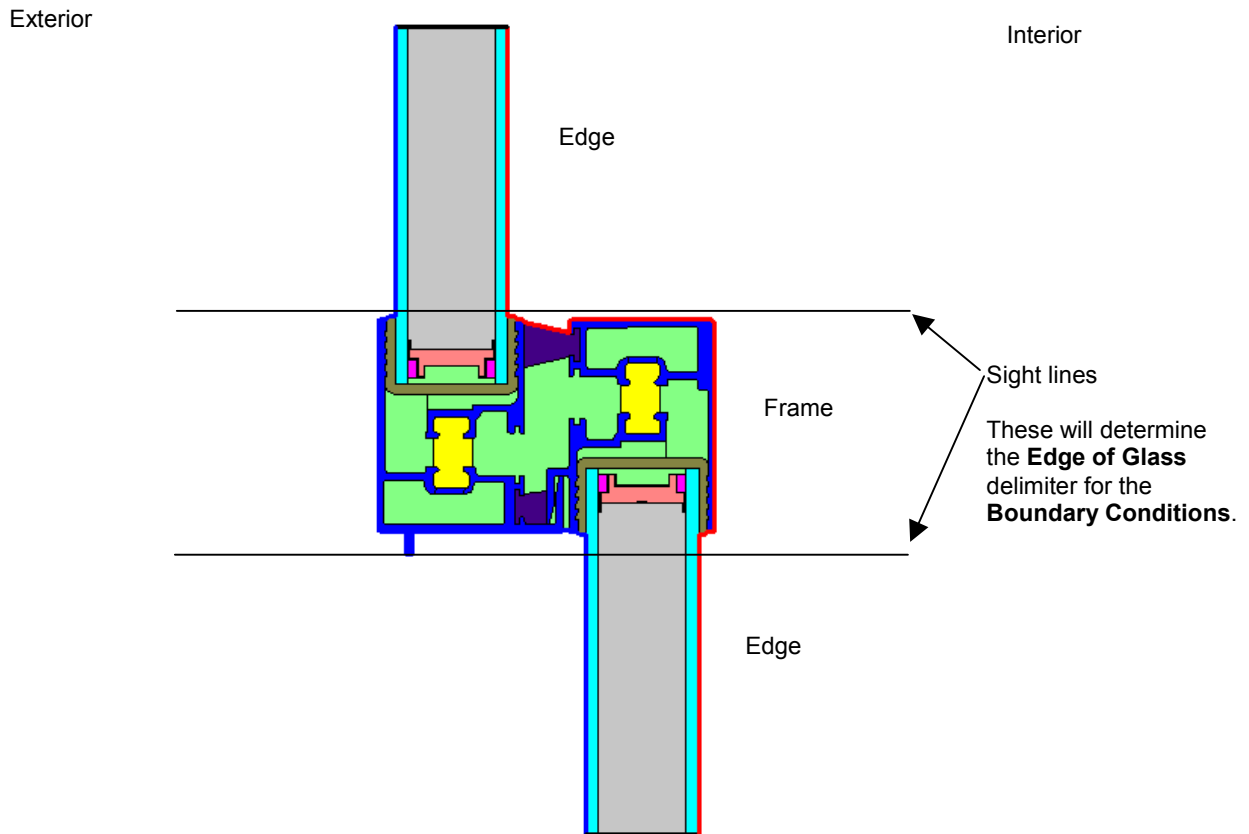 Exterior
Interior
Edge
Sight lines
Frame
These will determine
the Edge of Glass
delimiter for the
Boundary Conditions.
Edge